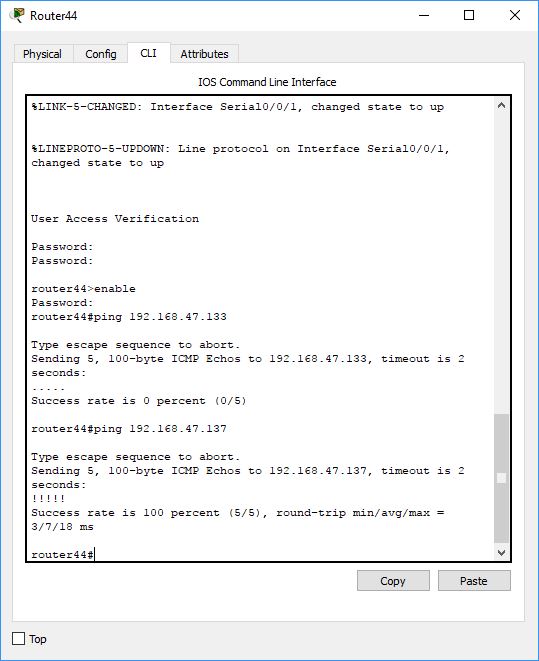 Router44
Physical Config CLI Attributes
IOS Command Line Interface
%LINK-5-CHANGED: Interface Serial0/0/1, changed state to up
%LINEPROTO-5-UPDOWN: Line protocol on Interface Serial0/0/1,
changed state to up
User Access Verification
Password:
Password:
router44>enable
Password:
router44#ping 192.168.47.133
Type escape sequence to abort.
Sending 5, 100-byte ICMP Echos to 192.168.47.133, timeout is 2
seconds:
.....
Success rate is 0 percent (0/5)
router44#ping 192.168.47.137
Type escape sequence to abort.
Sending 5, 100-byte ICMP Echos to 192.168.47.137, timeout is 2
seconds:
!!!!!
Success rate is 100 percent (5/5), round-trip min/avg/max =
3/7/18 ms
router44#
Copy Paste
Top